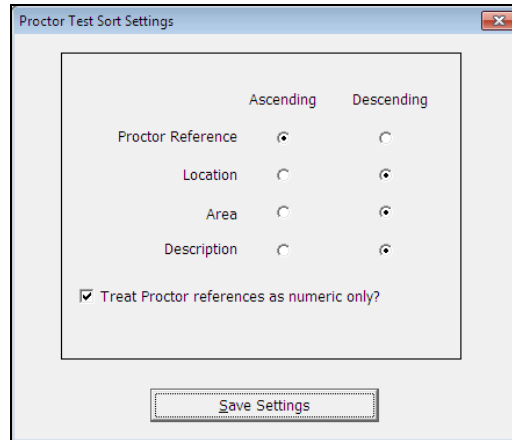 Proctor Test Sort Settings
Ascending Descending
Proctor Reference
Location
Area
Description
Treat Proctor references as numeric only?
Save Settings